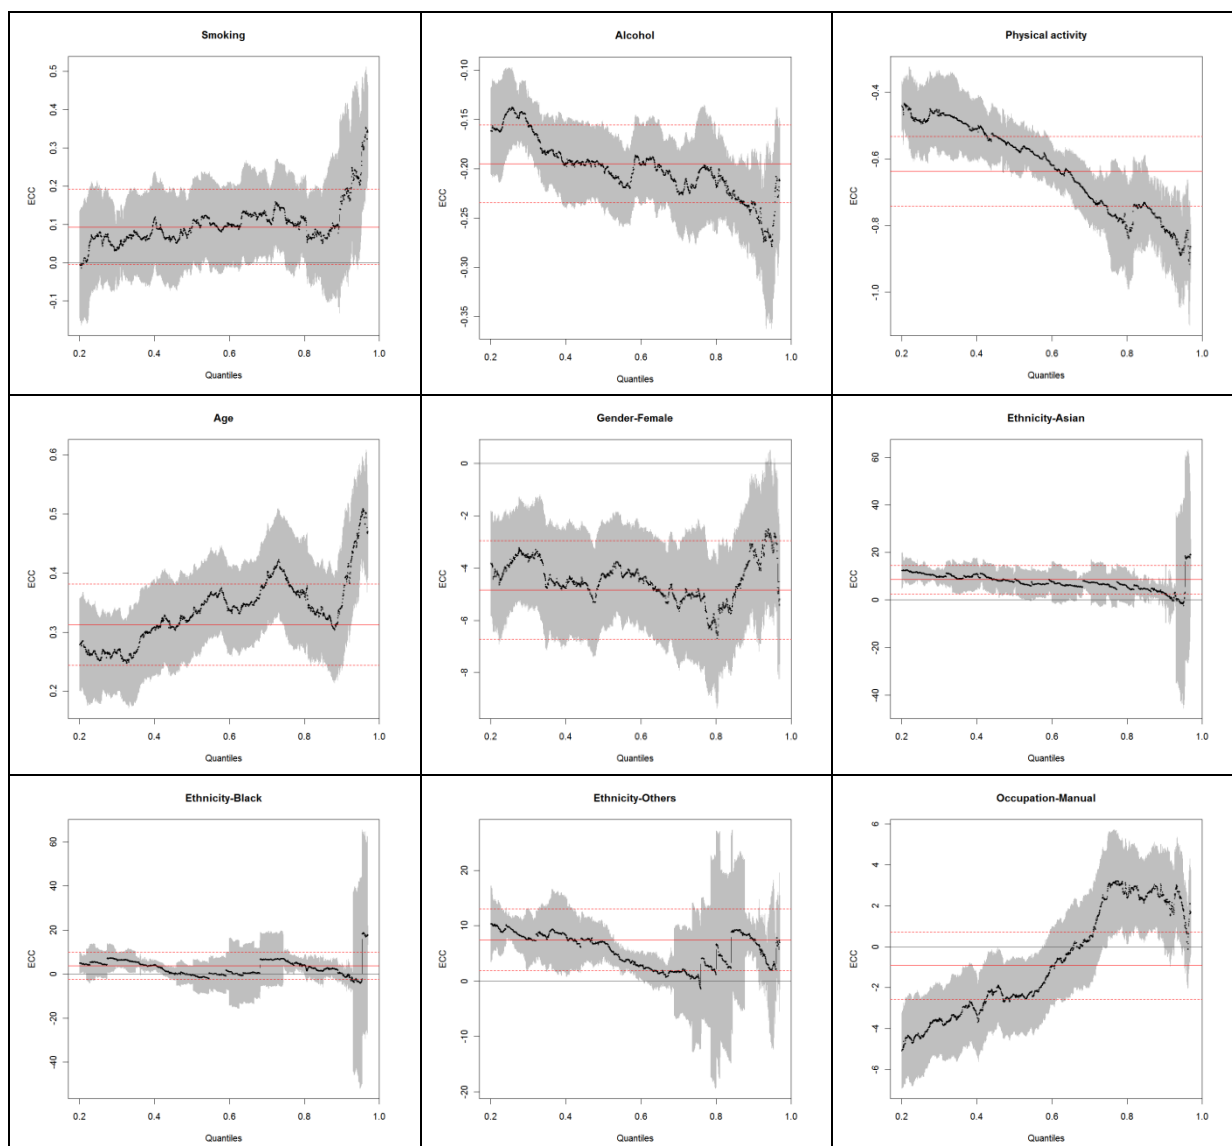 Smoking
ECC
0.5
0.4
0.3
0.2
0.1
0.0
-0.1
0.2 0.4 0.6 0.8 1.0
Quantiles
Alcohol
ECC
-0.10
-0.15
-0.20
-0.25
-0.30
-0.35
0.2 0.4 0.6 0.8 1.0
Quantiles
Physical activity
ECC
-0.4
-0.6
-0.8
-1.0
0.2 0.4 0.6 0.8 1.0
Quantiles
Age
ECC
0.6
0.5
0.4
0.3
0.2
0.2 0.4 0.6 0.8 1.0
Quantiles
Gender-Female
ECC
0
-2
-4
-6
-8
0.2 0.4 0.6 0.8 1.0
Quantiles
Ethnicity-Asian
ECC
60
40
20
0
-20
-40
0.2 0.4 0.6 0.8 1.0
Quantiles
Ethnicity-Black
ECC
60
40
20
0
-20
-40
0.2 0.4 0.6 0.8 1.0
Quantiles
Ethnicity-Others
ECC
20
10
0
-10
-20
0.2 0.4 0.6 0.8 1.0
Quantiles
Occupation-Manual
ECC
6
4
2
0
-2
-4
-6
0.2 0.4 0.6 0.8 1.0
Quantiles